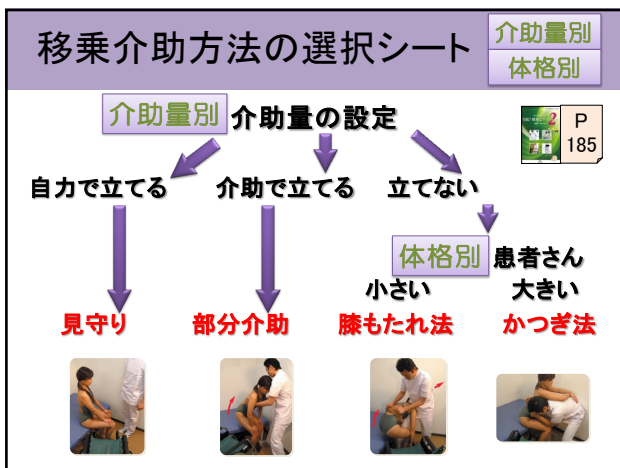 移乗介助方法の選択シート
介助量別
体格別
介助量別 介助量の設定
P
185
自力で立てる 介助で立てる 立てない
体格別 患者さん
小さい 大きい
見守り 部分介助 膝もたれ法 かつぎ法